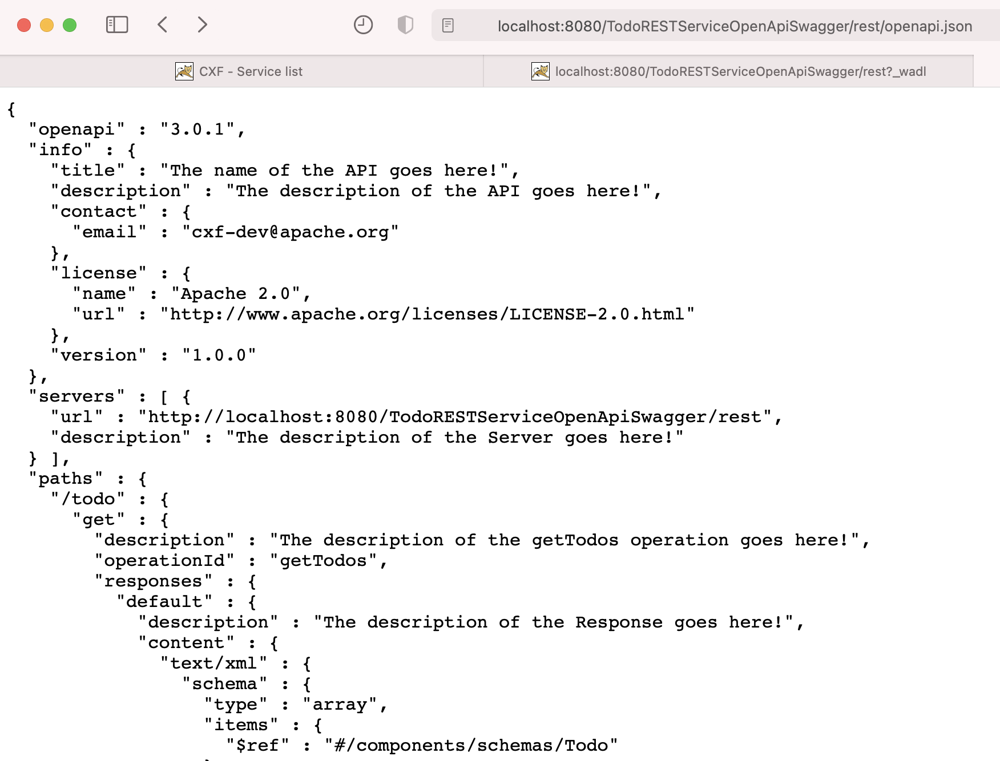 localhost:8080/TodoRESTServiceOpenApiSwagger/rest/openapi.json
CXF - Service list
localhost:8080/TodoRESTServiceOpenApiSwagger/rest?_wadl
{
  "openapi" : "3.0.1",
  "info" : {
    "title" : "The name of the API goes here!",
    "description" : "The description of the API goes here!",
    "contact" : {
      "email" : "cxf-dev@apache.org"
    },
    "license" : {
      "name" : "Apache 2.0",
      "url" : "http://www.apache.org/licenses/LICENSE-2.0.html"
    },
    "version" : "1.0.0"
  },
  "servers" : [ {
    "url" : "http://localhost:8080/TodoRESTServiceOpenApiSwagger/rest",
    "description" : "The description of the Server goes here!"
  } ],
  "paths" : {
    "/todo" : {
      "get" : {
        "description" : "The description of the getTodos operation goes here!",
        "operationId" : "getTodos",
        "responses" : {
          "default" : {
            "description" : "The description of the Response goes here!",
            "content" : {
              "text/xml" : {
                "schema" : {
                  "type" : "array",
                  "items" : {
                    "$ref" : "#/components/schemas/Todo"